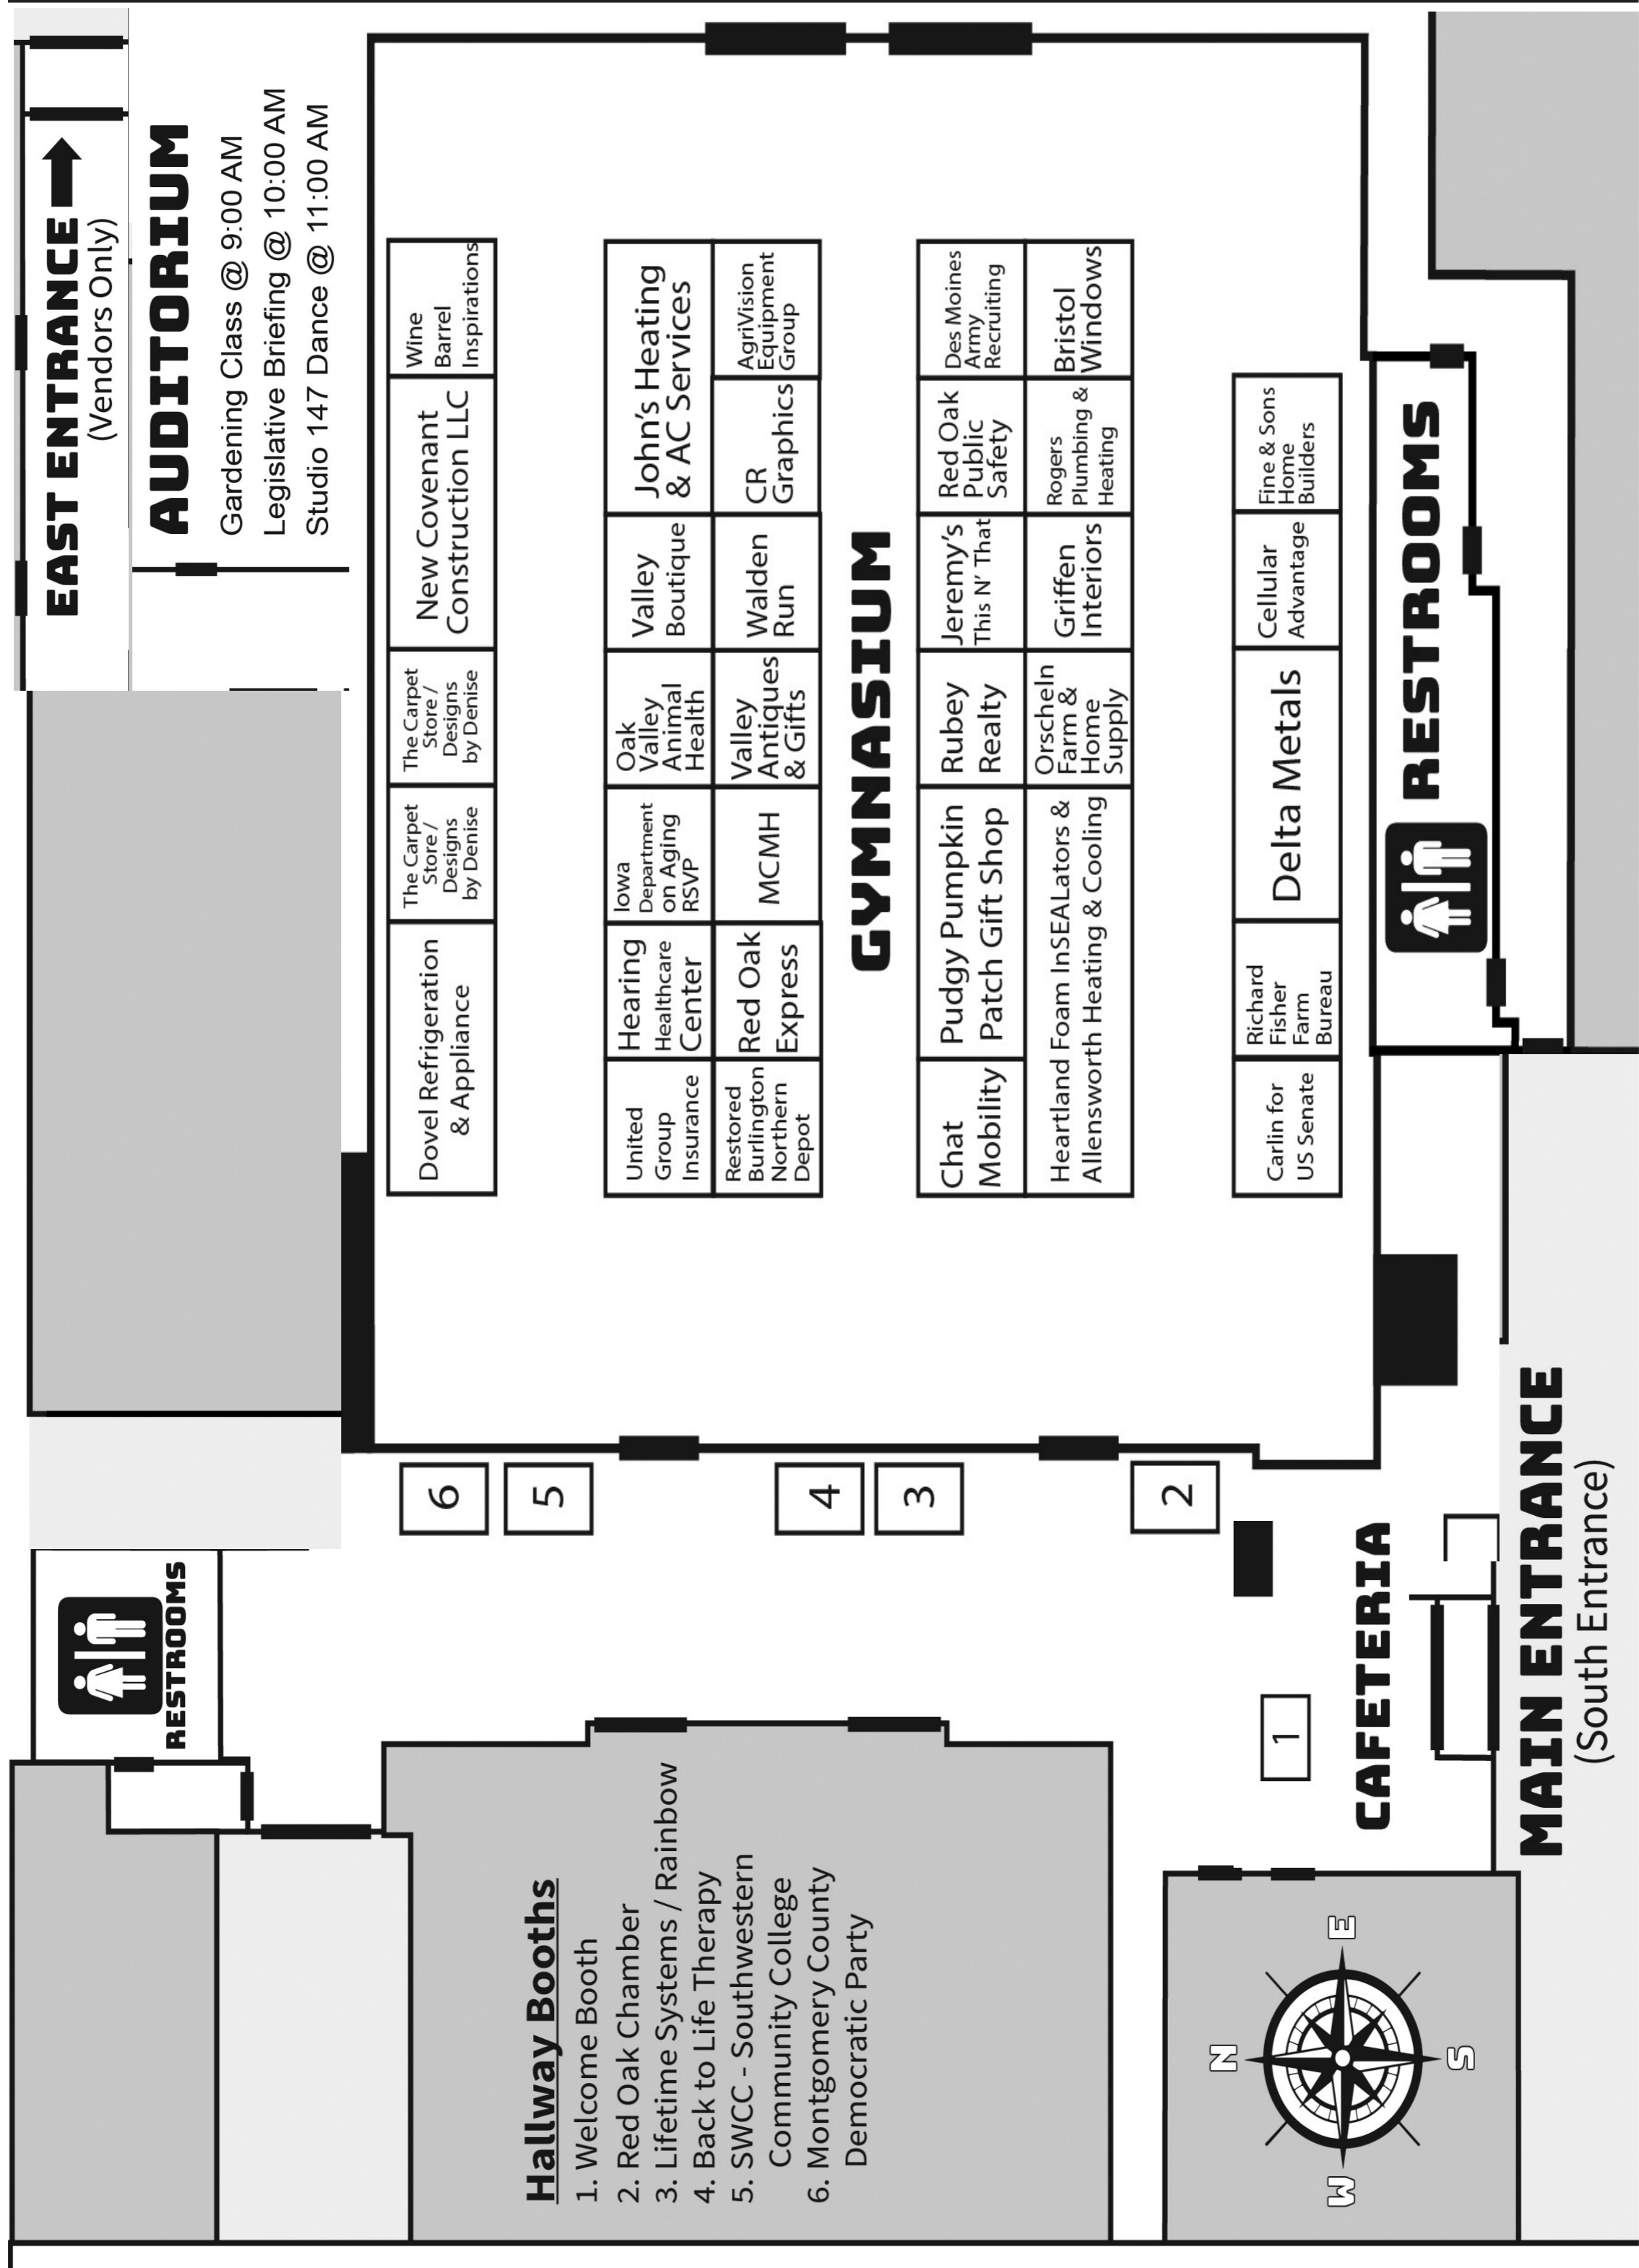 EAST ENTRANCE
(Vendors Only)
AUDITORIUM
Gardening Class @ 9:00 AM
Legislative Briefing @ 10:00 AM
Studio 147 Dance @ 11:00 AM
RESTROOMS
Dovel Refrigeration
& Appliance
The Carpet
Store /
Designs
by Denise
The Carpet
Store /
Designs
by Denise
New Covenant
Construction LLC
Wine
Barrel
Inspirations
United
Group
Insurance
Hearing
Healthcare
Center
Iowa
Department
on Aging
RSVP
Oak
Valley
Animal
Health
Valley
Boutique
John's Heating
& AC Services
Restored
Burlington
Northern
Depot
Red Oak
Express
MCMH
Valley
Antiques
& Gifts
Walden
Run
CR
Graphics
AgriVision
Equipment
Group
GYMNASIUM
Chat
Mobility
Pudgy Pumpkin
Patch Gift Shop
Rubey
Realty
Jeremy's
This N' That
Red Oak
Public
Safety
Des Moines
Army
Recruiting
Heartland Foam InSEALators &
Allensworth Heating & Cooling
Orscheln
Farm &
Home
Supply
Griffen
Interiors
Rogers
Plumbing &
Heating
Bristol
Windows
Carlin for
US Senate
Richard
Fisher
Farm
Bureau
Delta Metals
Cellular
Advantage
Fine & Sons
Home
Builders
RESTROOMS
6
5
4
3
2
1
Hallway Booths
1. Welcome Booth
2. Red Oak Chamber
3. Lifetime Systems / Rainbow
4. Back to Life Therapy
5. SWCC - Southwestern
Community College
6. Montgomery County
Democratic Party
CAFETERIA
MAIN ENTRANCE
(South Entrance)
N
E
S
W